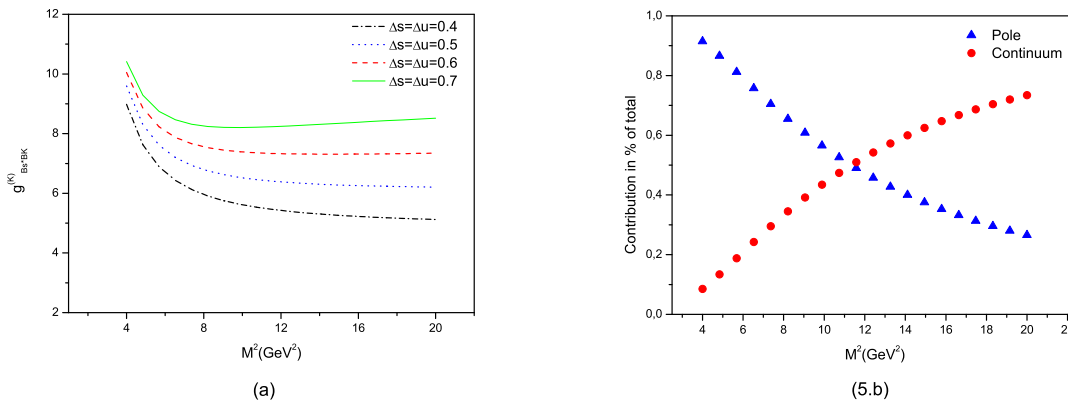 12
10
8
6
4
2
g^(K)_Bs*BK
Δs=Δu=0.4
Δs=Δu=0.5
Δs=Δu=0.6
Δs=Δu=0.7
4 8 12 16 20
M²(GeV²)
(a)
1,0
0,8
0,6
0,4
0,2
0,0
Contribution in % of total
Pole
Continuum
4 6 8 10 12 14 16 18 20 22
M²(GeV²)
(5.b)